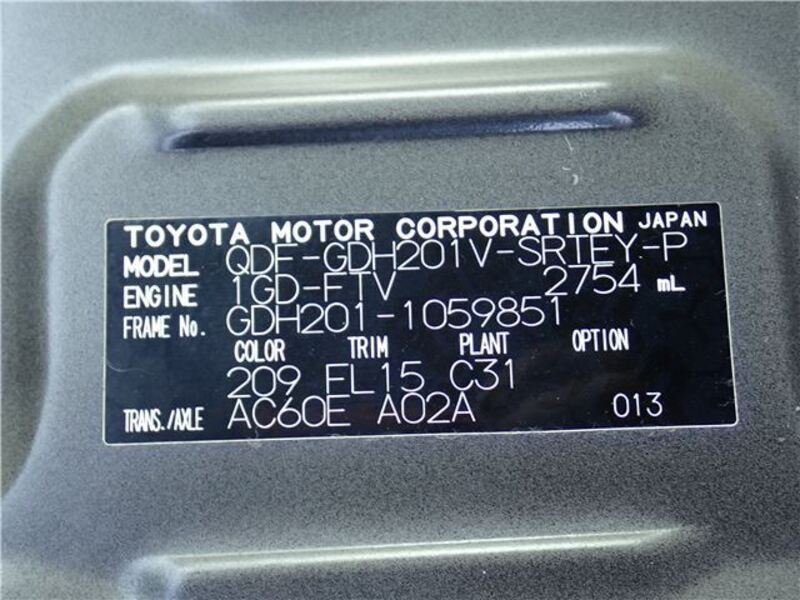 TOYOTA MOTOR CORPORATION JAPAN
MODEL QDF-GDH201V-SRTEY-P
ENGINE 1GD-FTV 2754 mL
FRAME No. GDH201-1059851
COLOR TRIM PLANT OPTION
209 FL15 C31
TRANS./AXLE AC60E A02A 013